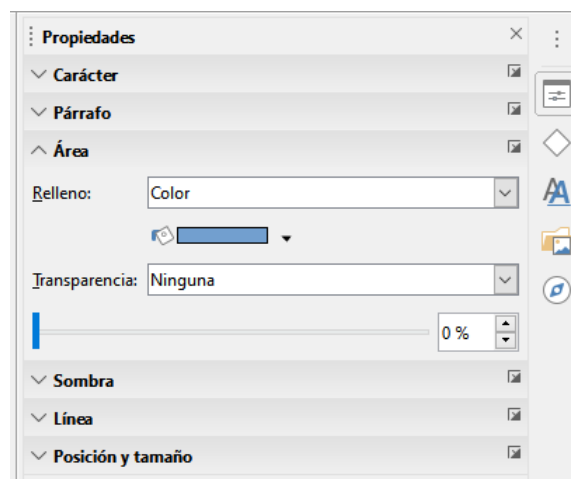 Propiedades
Carácter
Párrafo
Área
Relleno: Color
Transparencia: Ninguna
0 %
Sombra
Línea
Posición y tamaño